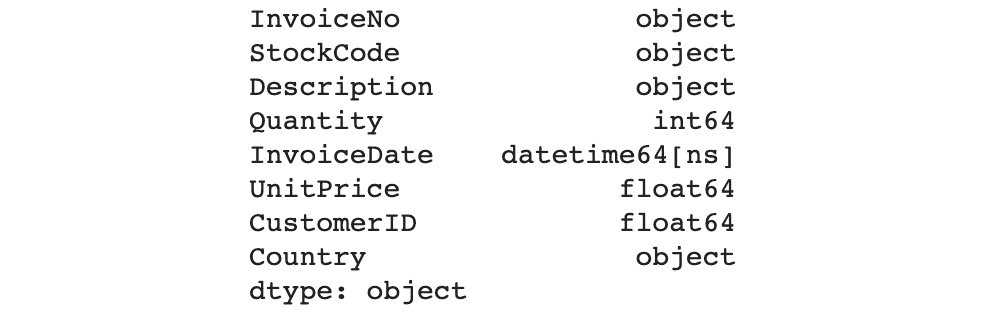 InvoiceNo object
StockCode object
Description object
Quantity int64
InvoiceDate datetime64[ns]
UnitPrice float64
CustomerID float64
Country object
dtype: object